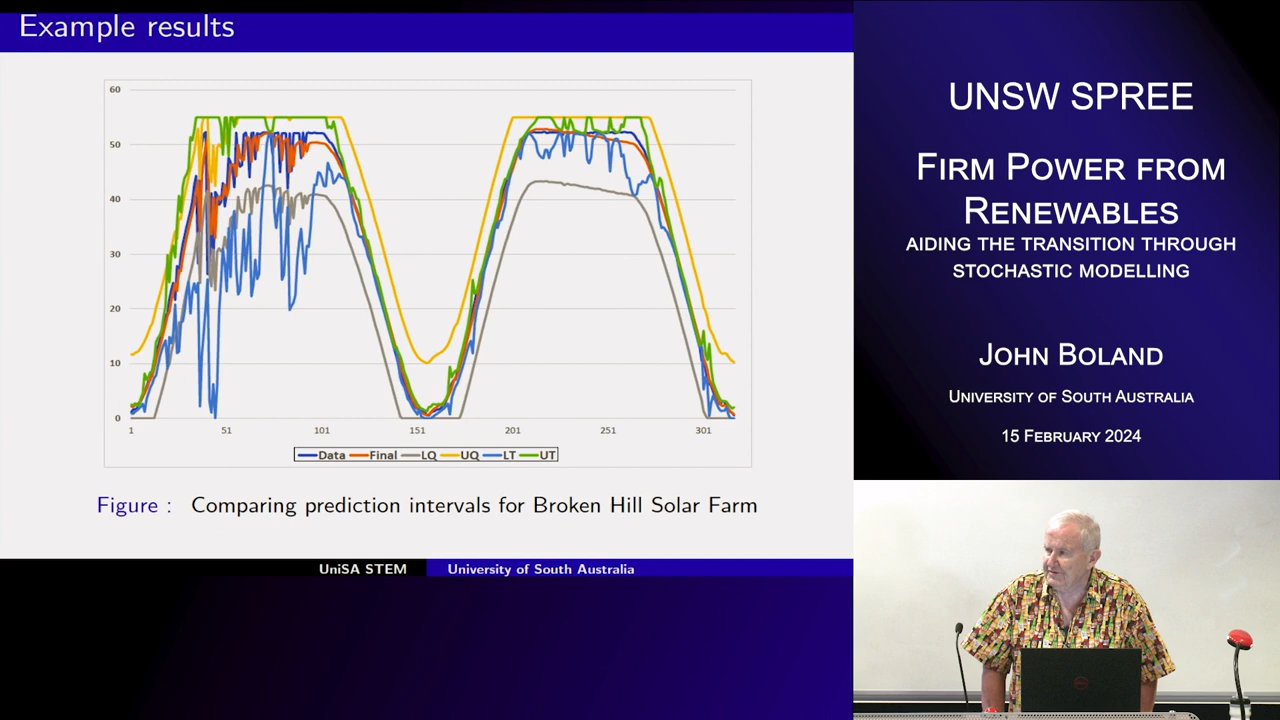 Example results
60
50
40
30
20
10
0
1 51 101 151 201 251 301
Data Final LQ UQ LT UT
Figure : Comparing prediction intervals for Broken Hill Solar Farm
UniSA STEM University of South Australia
UNSW SPREE
FIRM POWER FROM
RENEWABLES
AIDING THE TRANSITION THROUGH
STOCHASTIC MODELLING
JOHN BOLAND
UNIVERSITY OF SOUTH AUSTRALIA
15 FEBRUARY 2024
DELL